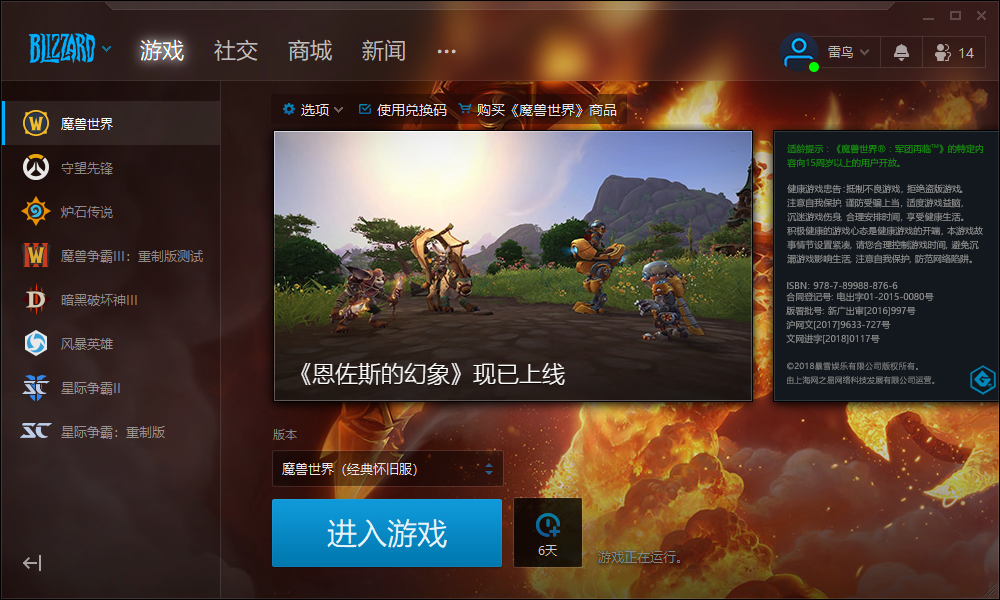 BLIZZARD
游戏
社交
商城
新闻
雷鸟
14
魔兽世界
守望先锋
炉石传说
魔兽争霸III：重制版测试
暗黑破坏神III
风暴英雄
星际争霸II
星际争霸：重制版
选项
使用兑换码
购买《魔兽世界》商品
《恩佐斯的幻象》现已上线
适龄提示：《魔兽世界®：军团再临™》的特定内
容向15周岁以上的用户开放。
健康游戏忠告:抵制不良游戏, 拒绝盗版游戏。
注意自我保护, 谨防受骗上当, 适度游戏益脑,
沉迷游戏伤身, 合理安排时间, 享受健康生活。
积极健康的游戏心态是健康游戏的开端, 本游戏故
事情节设置紧凑, 请您合理控制游戏时间, 避免沉
溺游戏影响生活, 注意自我保护, 防范网络陷阱。
ISBN: 978-7-89988-876-6
合同登记号: 电出字01-2015-0080号
版署批号: 新广出审[2016]997号
沪网文[2017]9633-727号
文网进字[2018]0117号
©2018暴雪娱乐有限公司版权所有。
由上海网之易网络科技发展有限公司运营。
版本
魔兽世界（经典怀旧服）
进入游戏
6天
游戏正在运行。